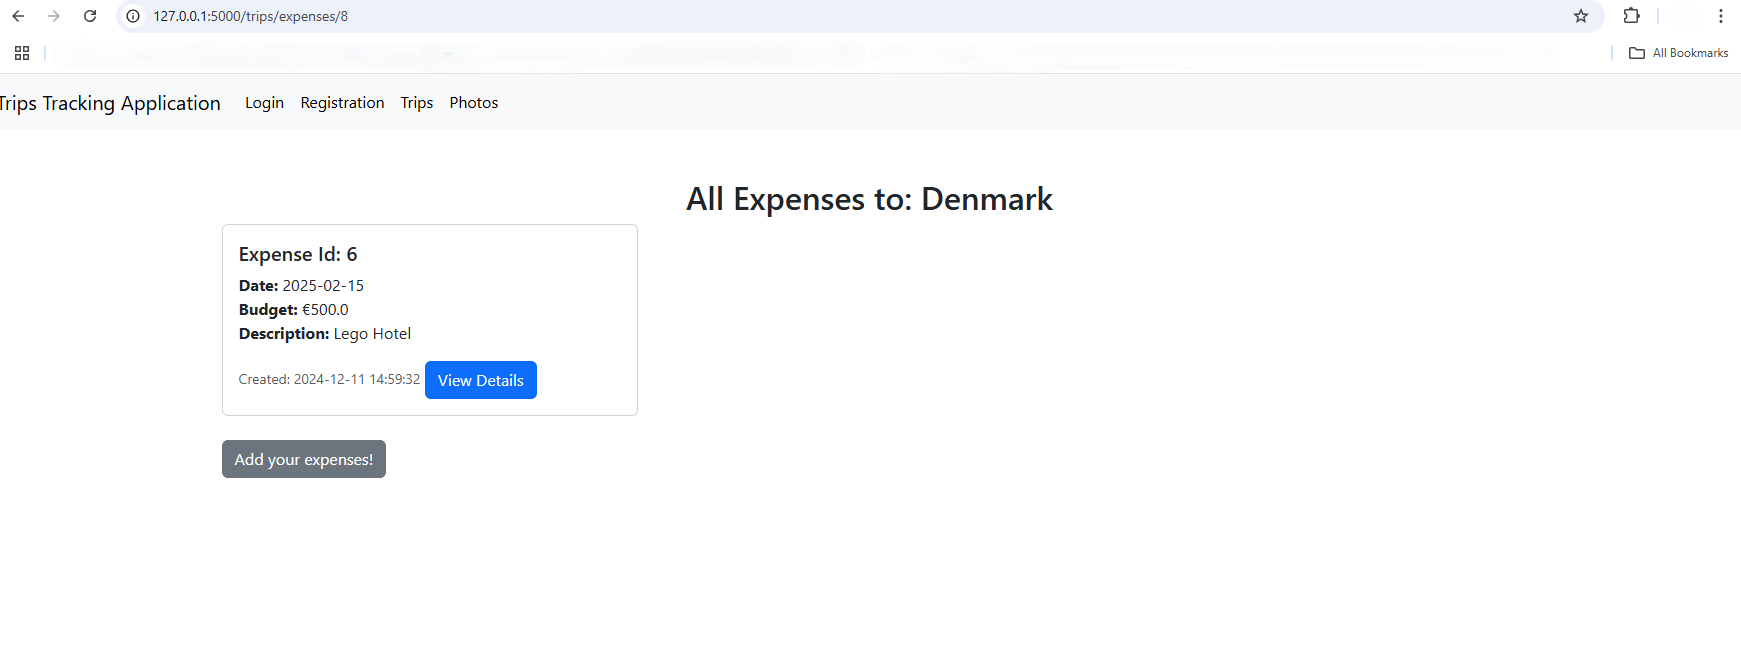 127.0.0.1:5000/trips/expenses/8
All Bookmarks
Trips Tracking Application Login Registration Trips Photos
All Expenses to: Denmark
Expense Id: 6
Date: 2025-02-15
Budget: €500.0
Description: Lego Hotel
Created: 2024-12-11 14:59:32 View Details
Add your expenses!